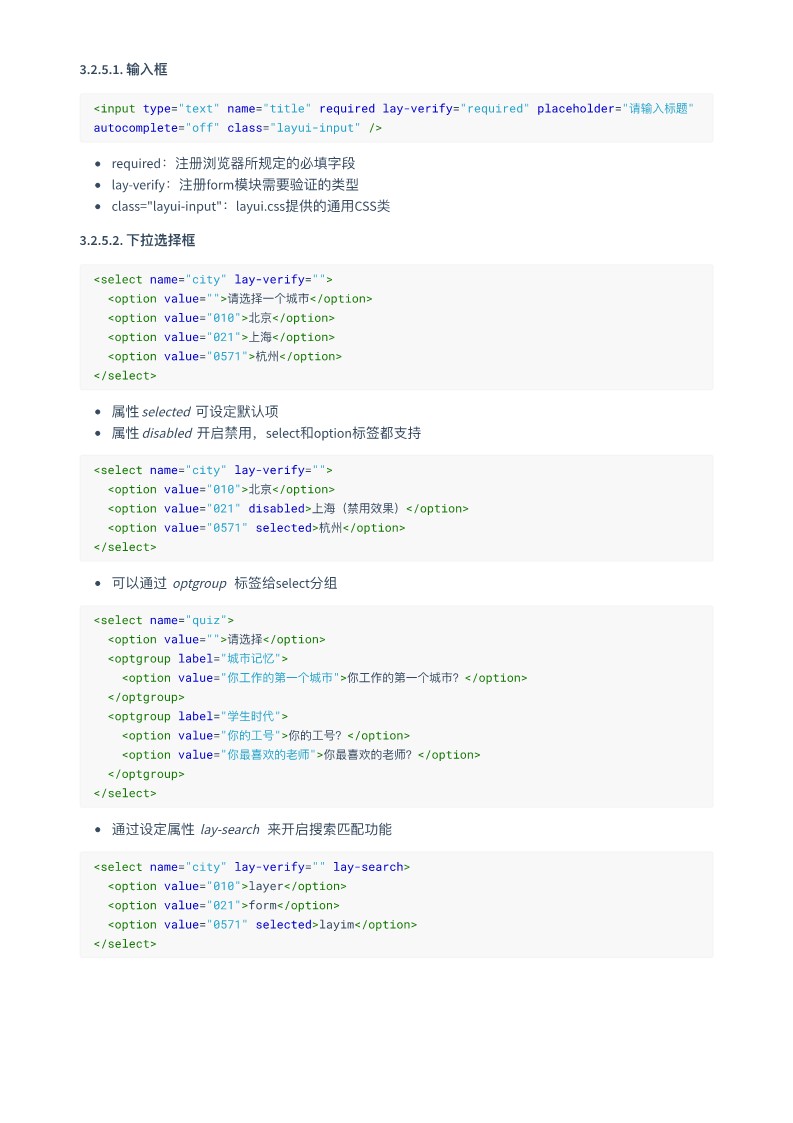 3.2.5.1. 输入框
<input type="text" name="title" required lay-verify="required" placeholder="请输入标题"
autocomplete="off" class="layui-input" />
• required：注册浏览器所规定的必填字段
• lay-verify：注册form模块需要验证的类型
• class="layui-input"：layui.css提供的通用CSS类
3.2.5.2. 下拉选择框
<select name="city" lay-verify="">
  <option value="">请选择一个城市</option>
  <option value="010">北京</option>
  <option value="021">上海</option>
  <option value="0571">杭州</option>
</select>
• 属性 selected 可设定默认项
• 属性 disabled 开启禁用，select和option标签都支持
<select name="city" lay-verify="">
  <option value="010">北京</option>
  <option value="021" disabled>上海（禁用效果）</option>
  <option value="0571" selected>杭州</option>
</select>
• 可以通过 optgroup 标签给select分组
<select name="quiz">
  <option value="">请选择</option>
  <optgroup label="城市记忆">
    <option value="你工作的第一个城市">你工作的第一个城市？</option>
  </optgroup>
  <optgroup label="学生时代">
    <option value="你的工号">你的工号？</option>
    <option value="你最喜欢的老师">你最喜欢的老师？</option>
  </optgroup>
</select>
• 通过设定属性 lay-search 来开启搜索匹配功能
<select name="city" lay-verify="" lay-search>
  <option value="010">layer</option>
  <option value="021">form</option>
  <option value="0571" selected>layim</option>
</select>